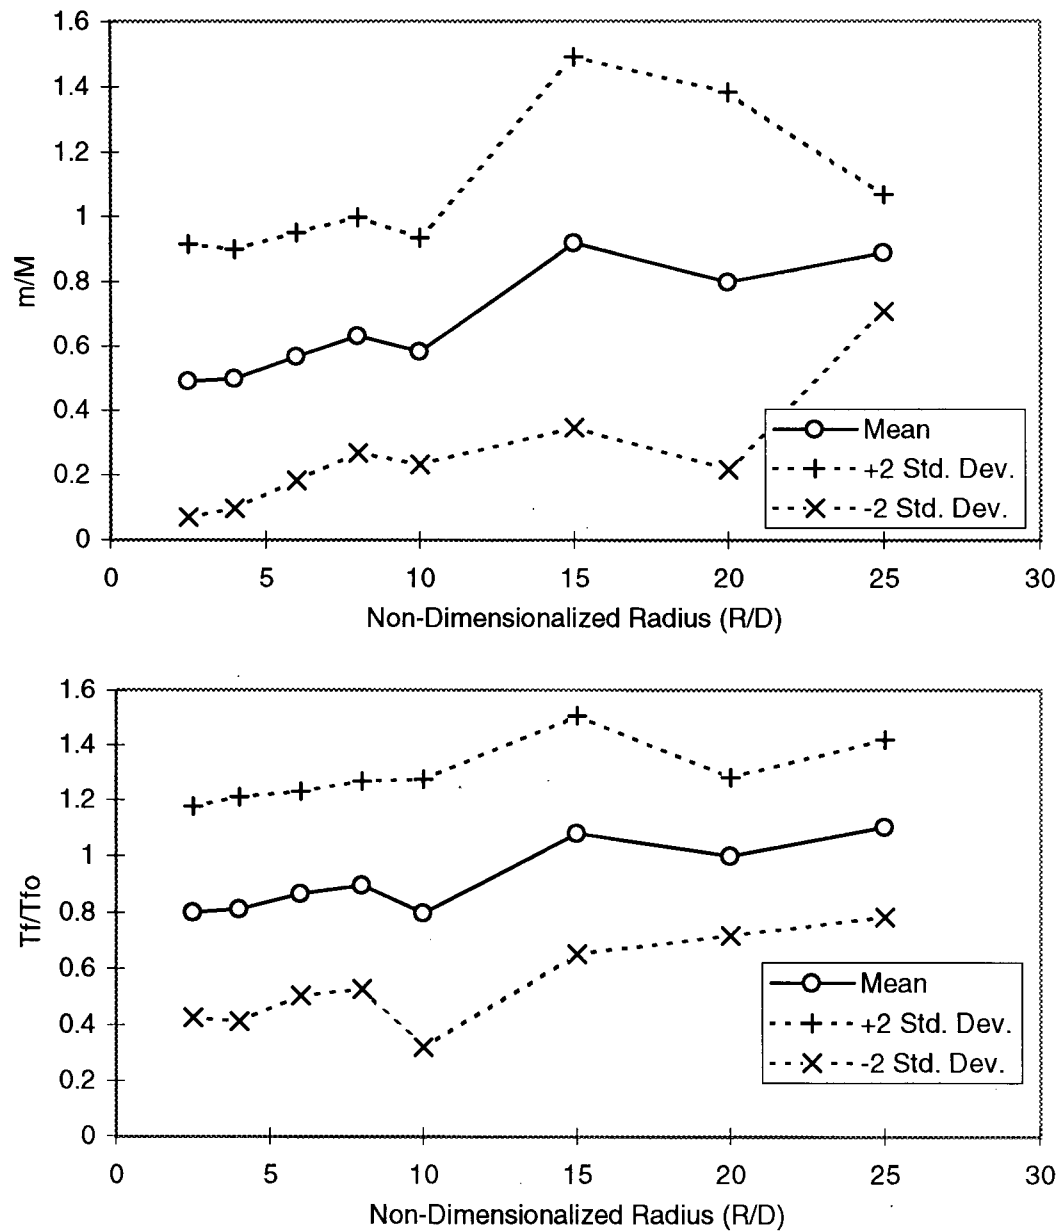 1.6
1.4
1.2
1
0.8
0.6
0.4
0.2
0
m/M
Mean
+2 Std. Dev.
-2 Std. Dev.
0 5 10 15 20 25 30
Non-Dimensionalized Radius (R/D)
1.6
1.4
1.2
1
0.8
0.6
0.4
0.2
0
Tf/Tfo
Mean
+2 Std. Dev.
-2 Std. Dev.
0 5 10 15 20 25 30
Non-Dimensionalized Radius (R/D)